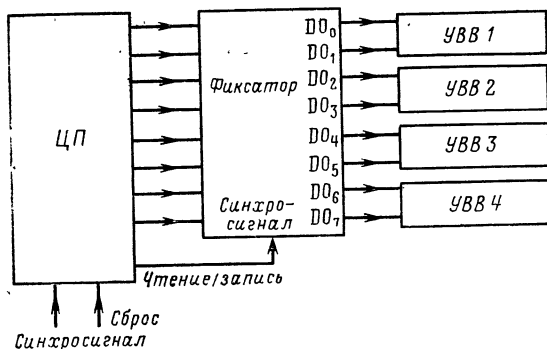 ЦП
Фиксатор
Синхро-
сигнал
DO₀
DO₁
DO₂
DO₃
DO₄
DO₅
DO₆
DO₇
УВВ 1
УВВ 2
УВВ 3
УВВ 4
Чтение/запись
Сброс
Синхросигнал